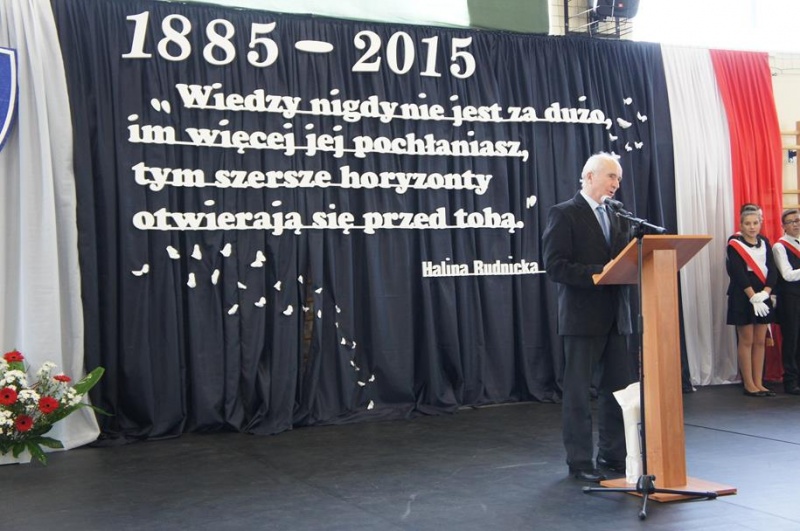 1885 - 2015
"Wiedzy nigdy nie jest za dużo,
im więcej jej pochłaniasz,
tym szersze horyzonty
otwierają się przed tobą."
Halina Rudnicka